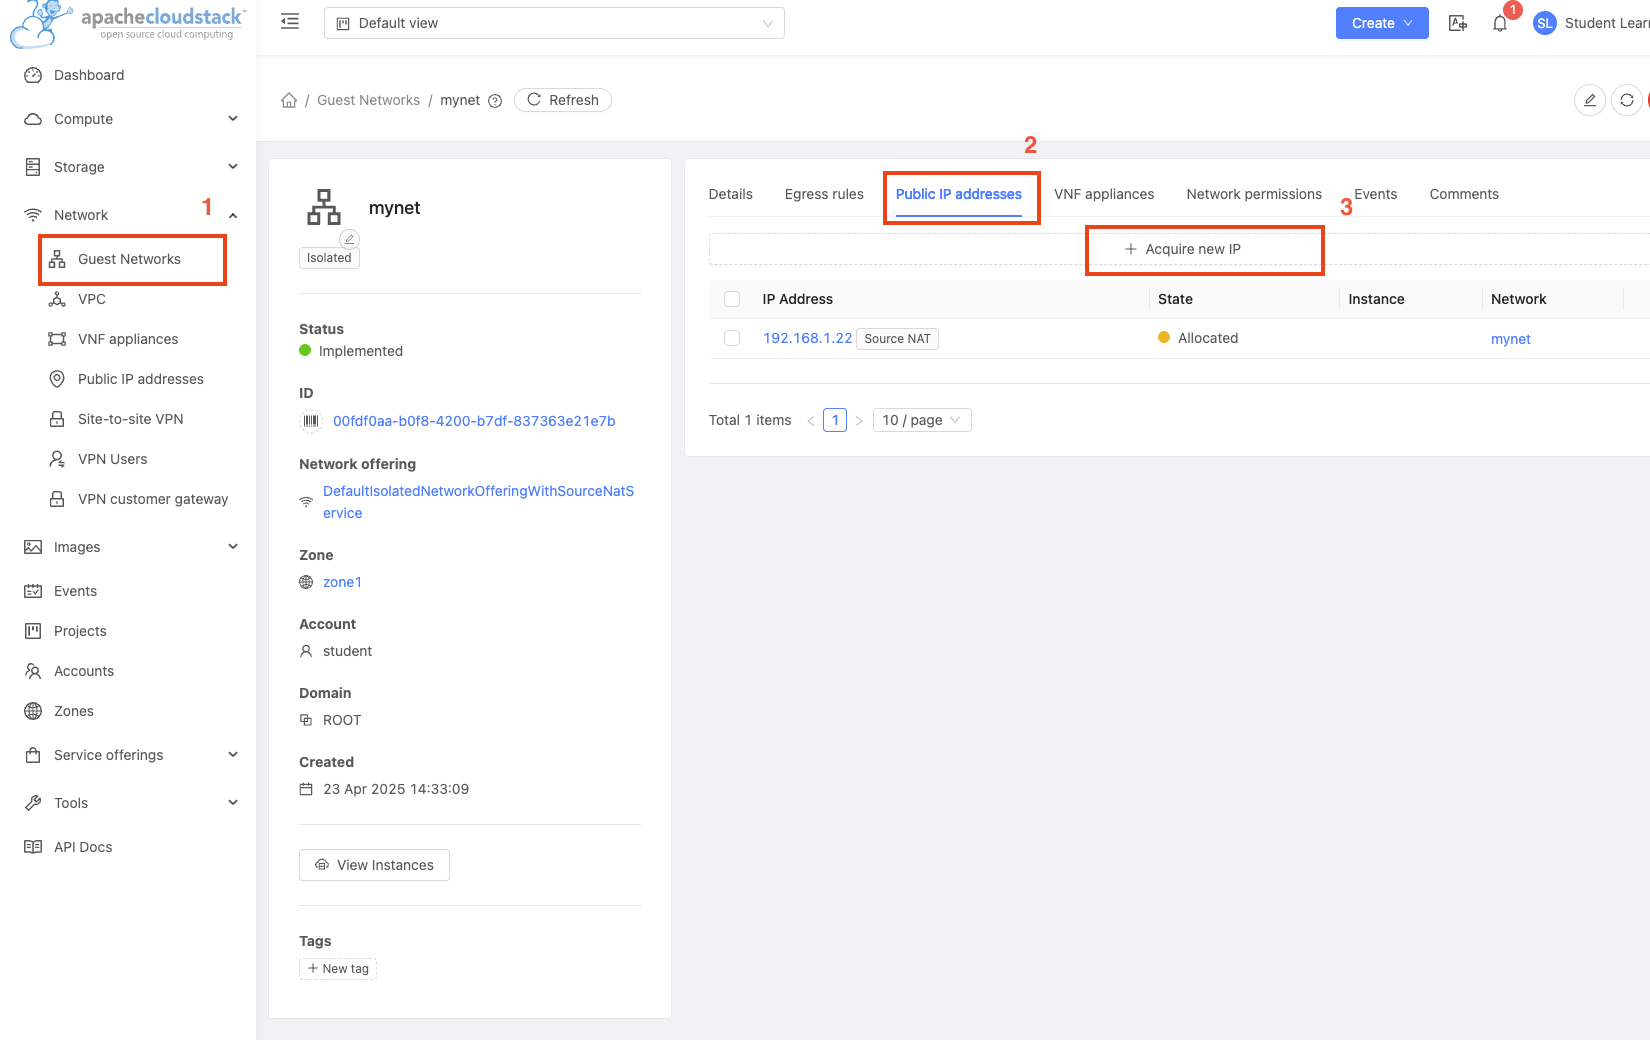 apachecloudstack™
open source cloud computing
Default view
Create
1
SL
Student Lear
Dashboard
Compute
Storage
Network
1
Guest Networks
VPC
VNF appliances
Public IP addresses
Site-to-site VPN
VPN Users
VPN customer gateway
Images
Events
Projects
Accounts
Zones
Service offerings
Tools
API Docs
/ Guest Networks / mynet
Refresh
mynet
Isolated
Status
Implemented
ID
00fdf0aa-b0f8-4200-b7df-837363e21e7b
Network offering
DefaultIsolatedNetworkOfferingWithSourceNatS
ervice
Zone
zone1
Account
student
Domain
ROOT
Created
23 Apr 2025 14:33:09
View Instances
Tags
+ New tag
2
Details Egress rules Public IP addresses VNF appliances Network permissions Events Comments
3
+ Acquire new IP
IP Address State Instance Network
192.168.1.22 Source NAT Allocated mynet
Total 1 items < 1 > 10 / page